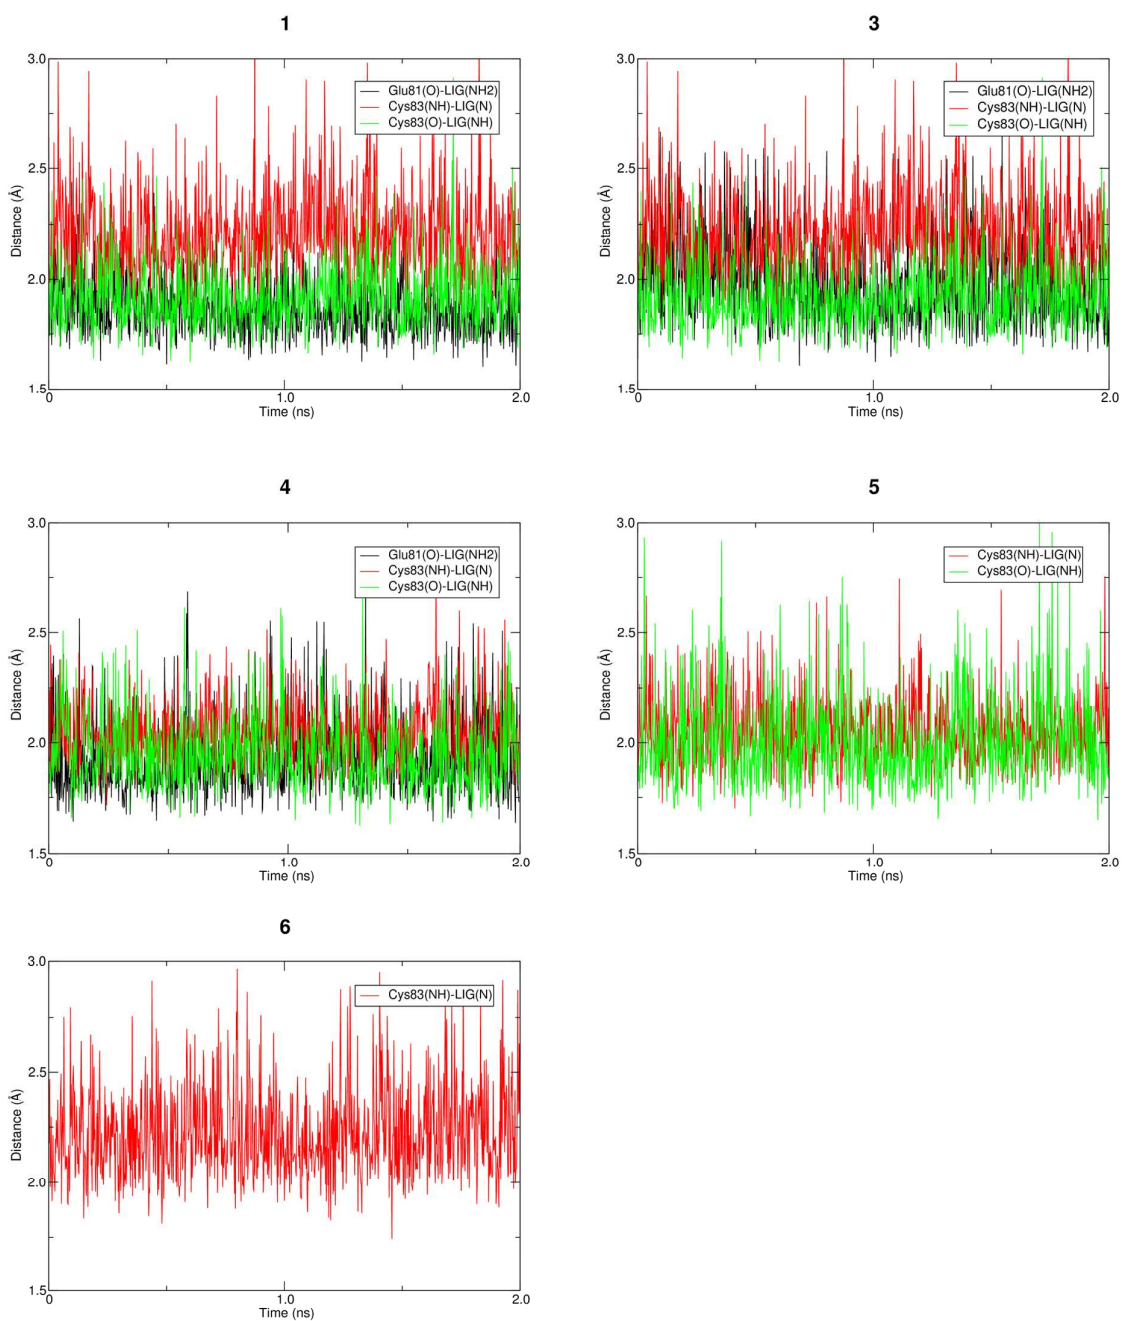 1
3.0
2.5
2.0
1.5
Distance (Å)
Glu81(O)-LIG(NH2)
Cys83(NH)-LIG(N)
Cys83(O)-LIG(NH)
0
1.0
2.0
Time (ns)
3
3.0
2.5
2.0
1.5
Distance (Å)
Glu81(O)-LIG(NH2)
Cys83(NH)-LIG(N)
Cys83(O)-LIG(NH)
0
1.0
2.0
Time (ns)
4
3.0
2.5
2.0
1.5
Distance (Å)
Glu81(O)-LIG(NH2)
Cys83(NH)-LIG(N)
Cys83(O)-LIG(NH)
0
1.0
2.0
Time (ns)
5
3.0
2.5
2.0
1.5
Distance (Å)
Cys83(NH)-LIG(N)
Cys83(O)-LIG(NH)
0
1.0
2.0
Time (ns)
6
3.0
2.5
2.0
1.5
Distance (Å)
Cys83(NH)-LIG(N)
0
1.0
2.0
Time (ns)